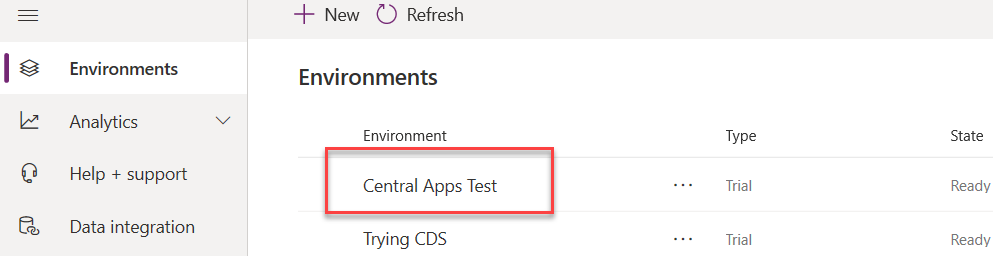 + New Refresh
Environments
Analytics
Help + support
Data integration
Environments
Environment Type State
Central Apps Test ... Trial Ready
Trying CDS ... Trial Ready